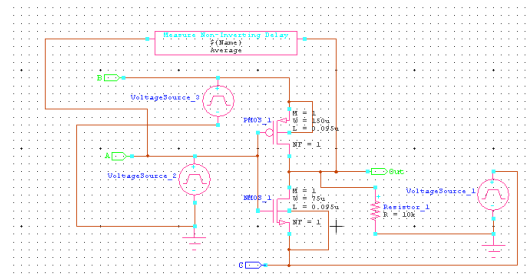 Measure Non-Inverting Delay
${Name}
Average
B
VoltageSource_3
M = 1
W = 150u
L = 0.095u
PMOS_1
NF = 1
A
Out
VoltageSource_2
M = 1
W = 75u
L = 0.095u
NMOS_1
NF = 1
VoltageSource_1
Resistor_1
R = 10k
C